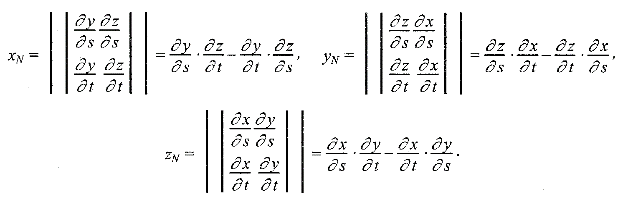 x_N = || ∂y/∂s ∂z/∂s ; ∂y/∂t ∂z/∂t || = ∂y/∂s · ∂z/∂t − ∂y/∂t · ∂z/∂s, y_N = || ∂z/∂s ∂x/∂s ; ∂z/∂t ∂x/∂t || = ∂z/∂s · ∂x/∂t − ∂z/∂t · ∂x/∂s,
z_N = || ∂x/∂s ∂y/∂s ; ∂x/∂t ∂y/∂t || = ∂x/∂s · ∂y/∂t − ∂x/∂t · ∂y/∂s.